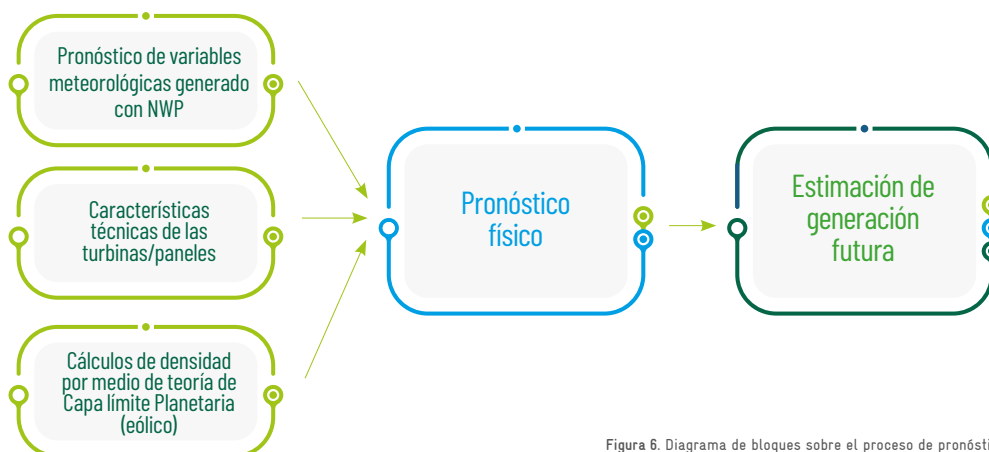 Pronóstico de variables
meteorológicas generado
con NWP
Características
técnicas de las
turbinas/paneles
Cálculos de densidad
por medio de teoría de
Capa límite Planetaria
(eólico)
Pronóstico
físico
Estimación de
generación
futura
Figura 6. Diagrama de bloques sobre el proceso de